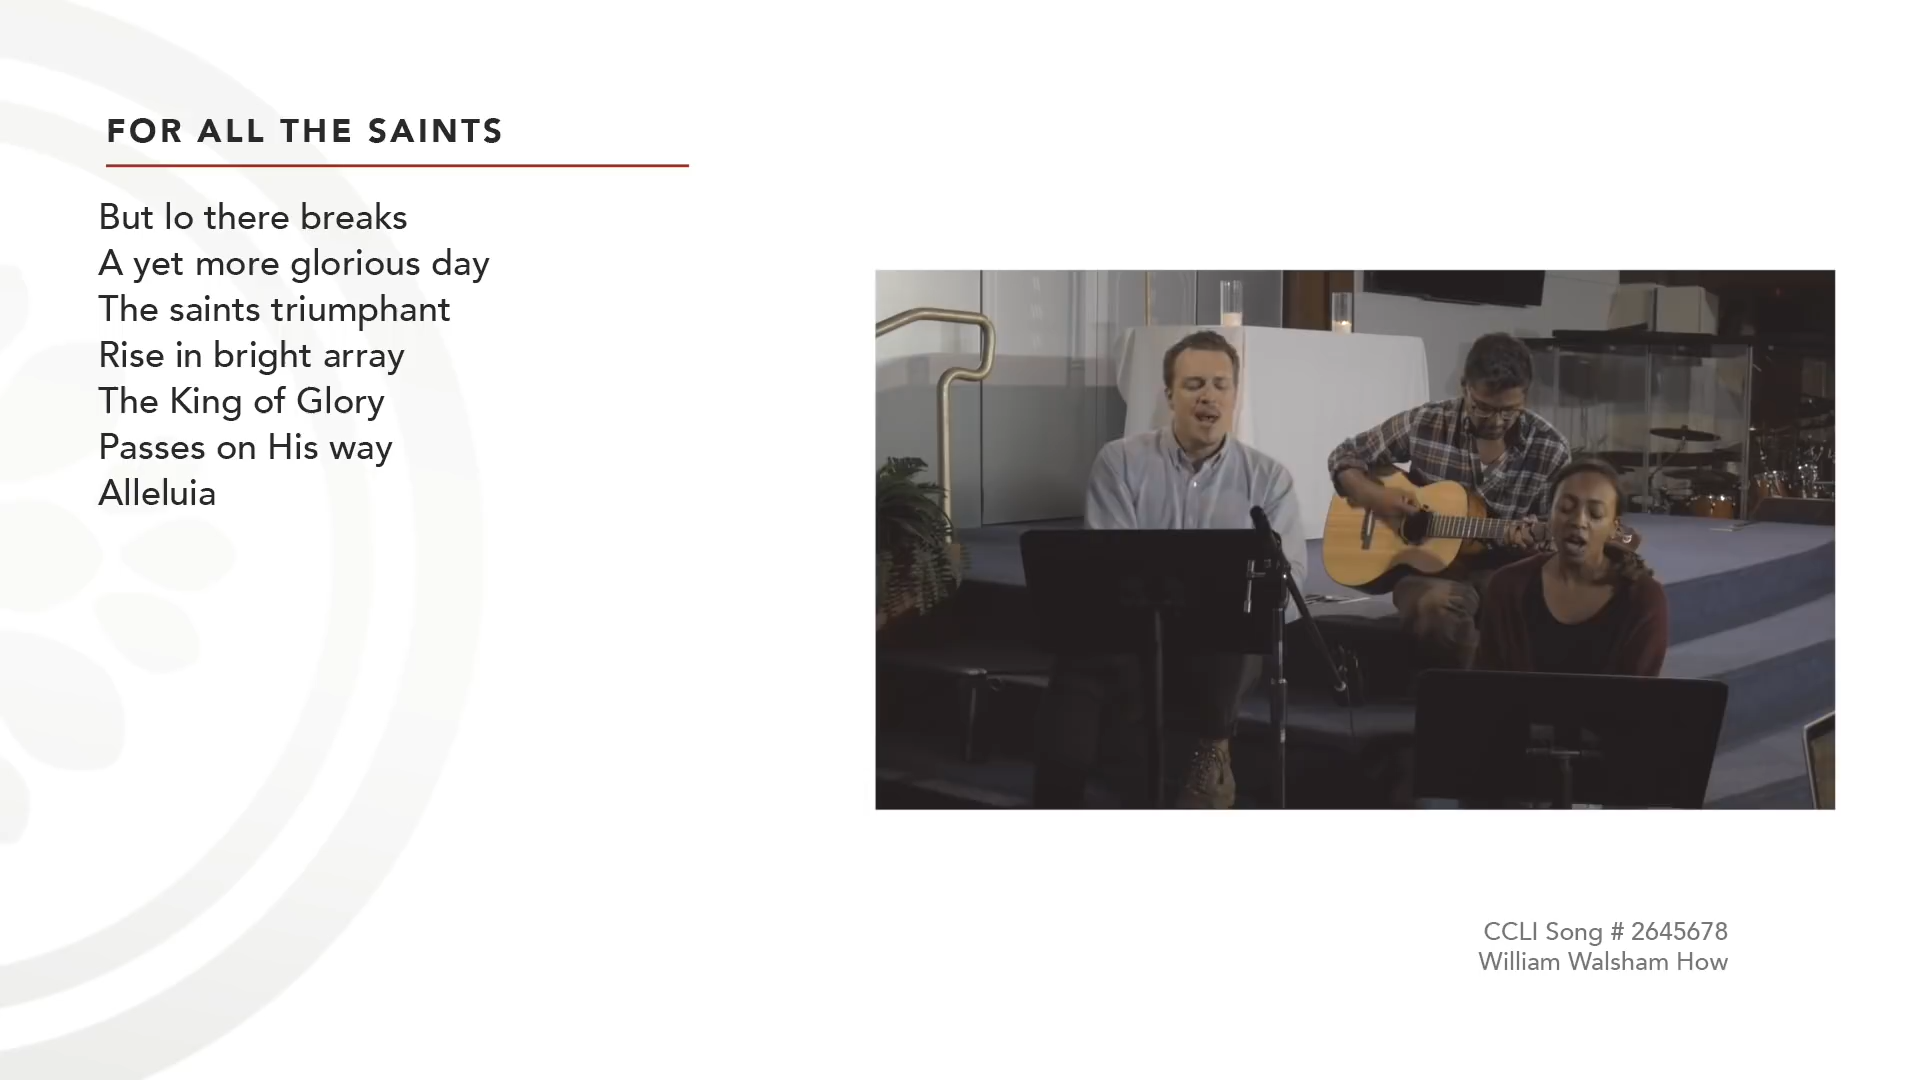 FOR ALL THE SAINTS
But lo there breaks
A yet more glorious day
The saints triumphant
Rise in bright array
The King of Glory
Passes on His way
Alleluia
CCLI Song # 2645678
William Walsham How